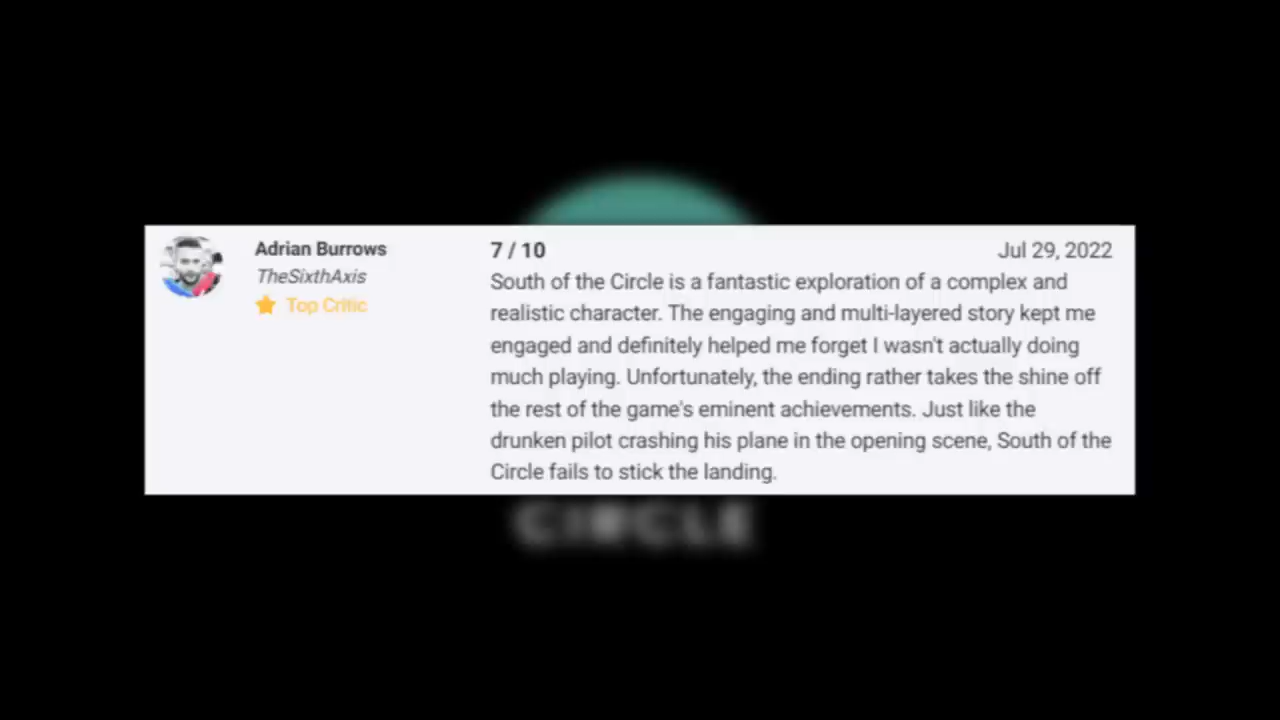 Adrian Burrows
TheSixthAxis
Top Critic
7 / 10
Jul 29, 2022
South of the Circle is a fantastic exploration of a complex and
realistic character. The engaging and multi-layered story kept me
engaged and definitely helped me forget I wasn't actually doing
much playing. Unfortunately, the ending rather takes the shine off
the rest of the game's eminent achievements. Just like the
drunken pilot crashing his plane in the opening scene, South of the
Circle fails to stick the landing.
CIRCLE